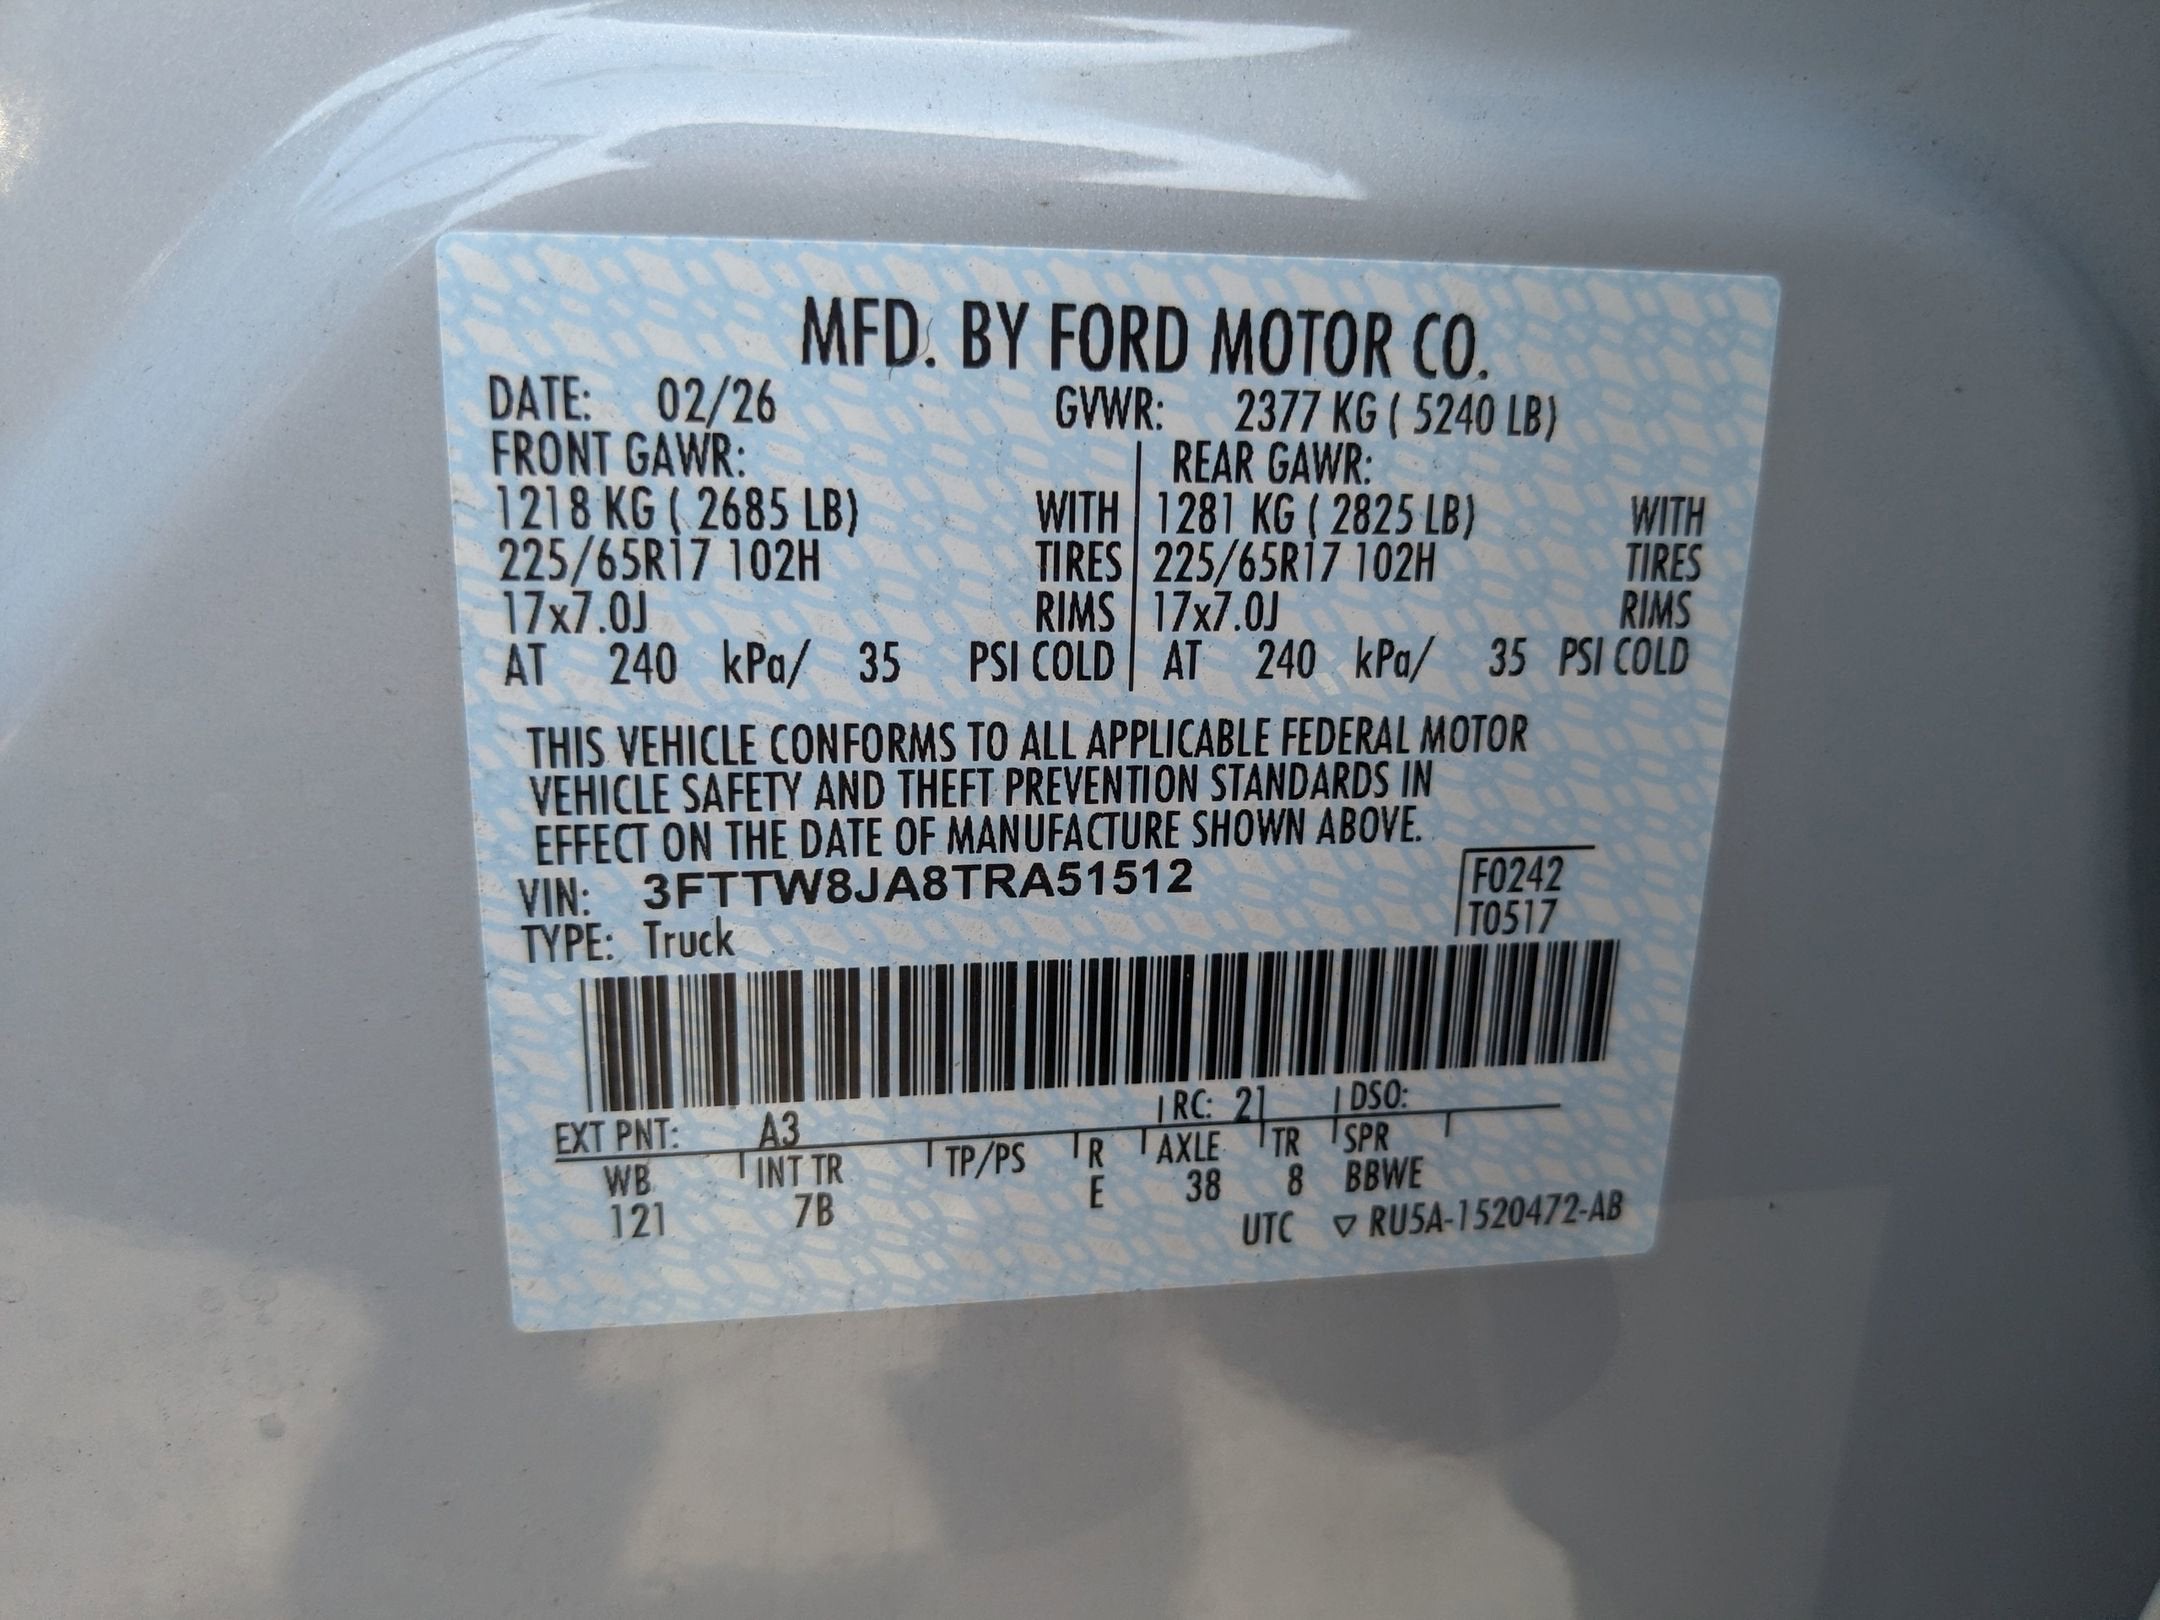 MFD. BY FORD MOTOR CO.
DATE: 02/26 GVWR: 2377 KG ( 5240 LB)
FRONT GAWR: REAR GAWR:
1218 KG ( 2685 LB) WITH 1281 KG ( 2825 LB) WITH
225/65R17 102H TIRES 225/65R17 102H TIRES
17x7.0J RIMS 17x7.0J RIMS
AT 240 kPa/ 35 PSI COLD AT 240 kPa/ 35 PSI COLD
THIS VEHICLE CONFORMS TO ALL APPLICABLE FEDERAL MOTOR
VEHICLE SAFETY AND THEFT PREVENTION STANDARDS IN
EFFECT ON THE DATE OF MANUFACTURE SHOWN ABOVE.
VIN: 3FTTW8JA8TRA51512 F0242
TYPE: Truck T0517
EXT PNT: A3 RC: 21 DSO:
WB INT TR TP/PS R AXLE TR SPR
121 7B E 38 8 BBWE
UTC ▽ RU5A-1520472-AB